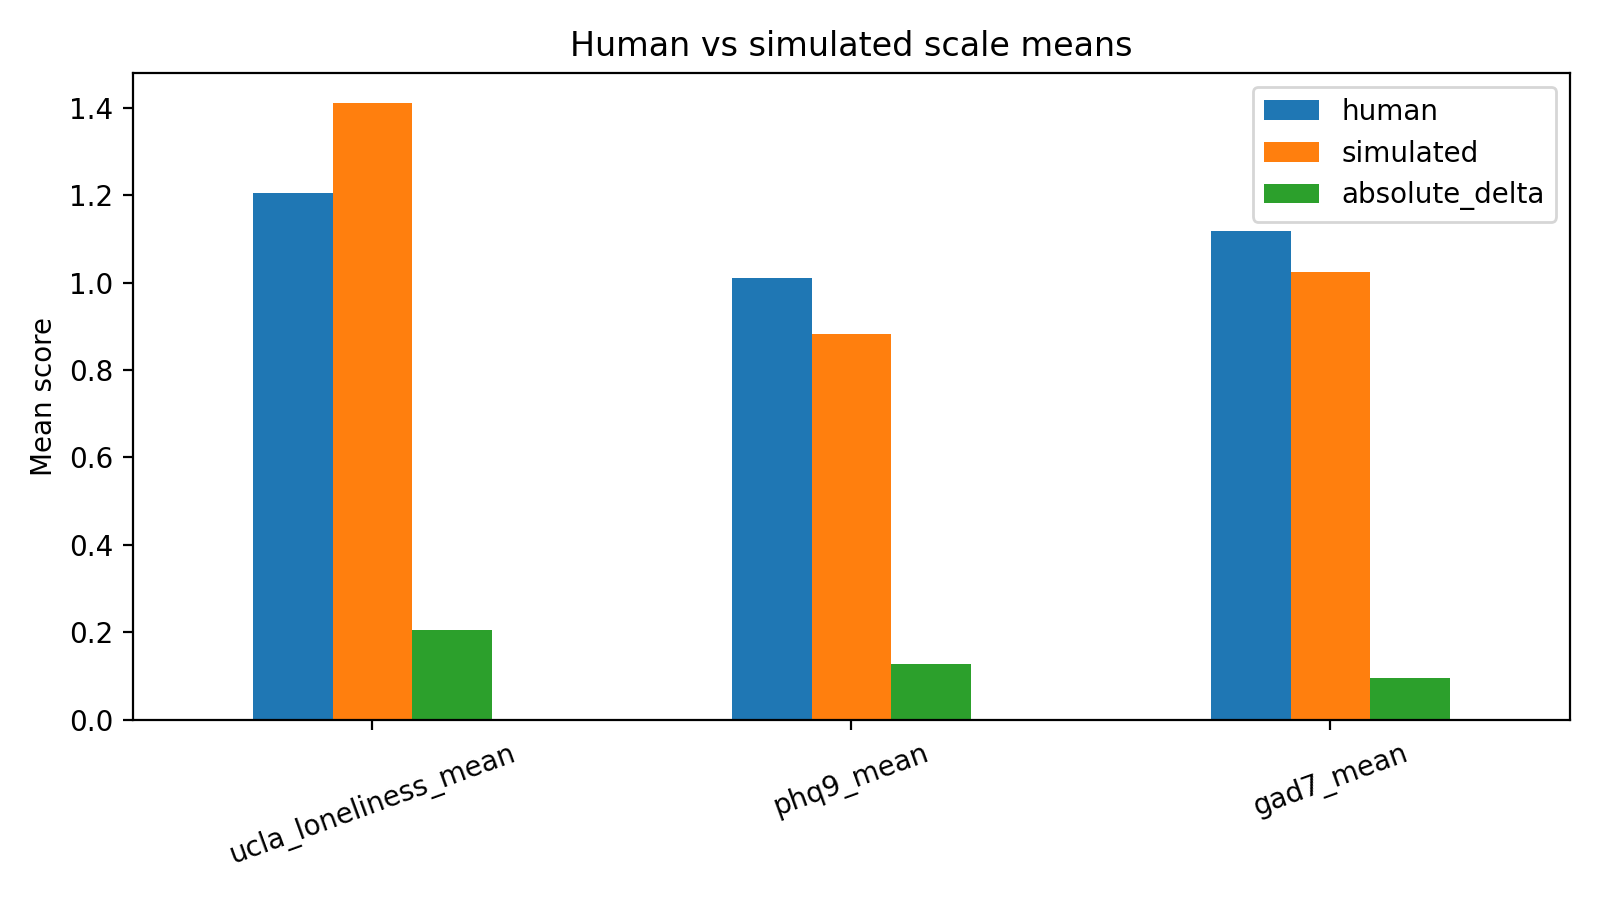 Human vs simulated scale means
human
simulated
absolute_delta
Mean score
1.4
1.2
1.0
0.8
0.6
0.4
0.2
0.0
ucla_loneliness_mean
phq9_mean
gad7_mean